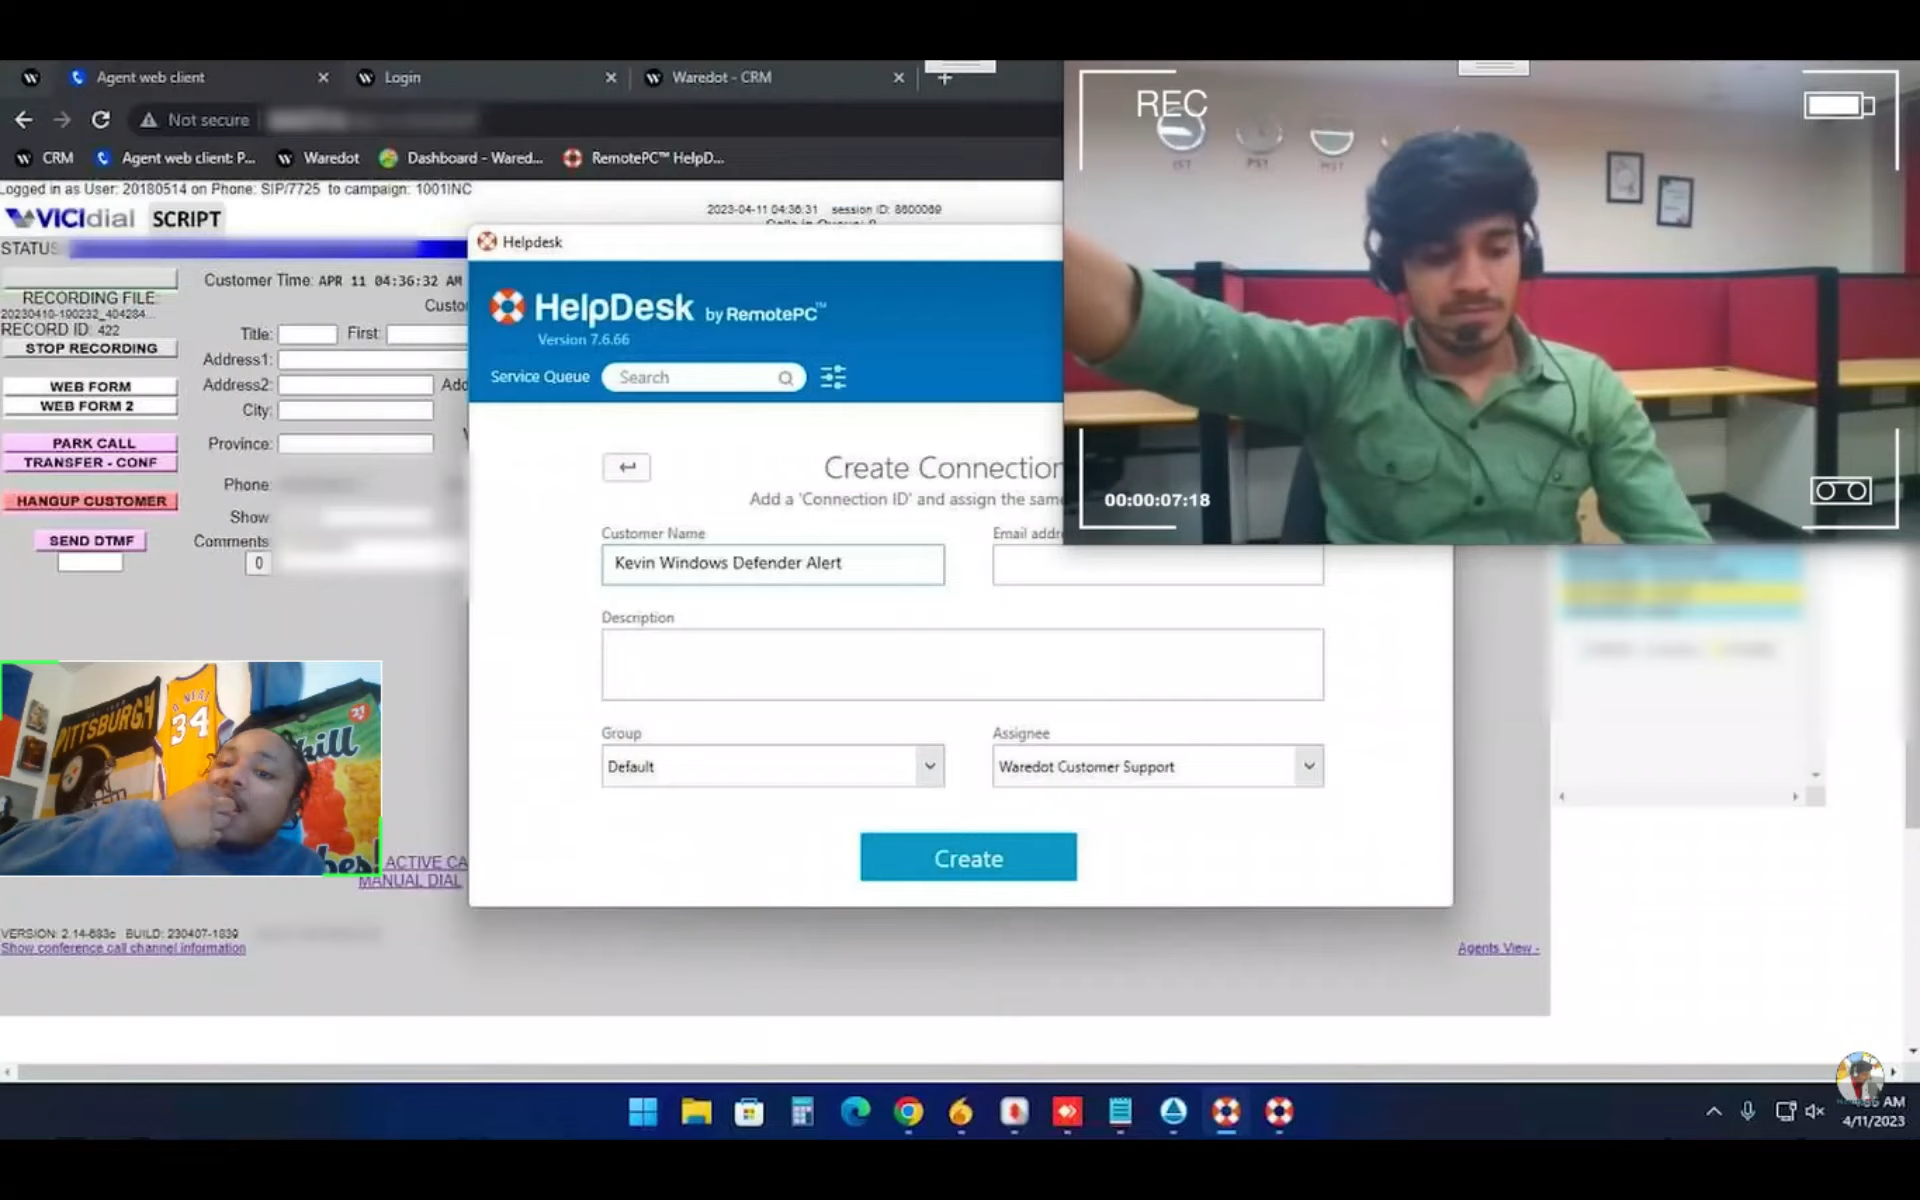 Agent web client
Login
Waredot - CRM
REC
Not secure
CRM
Agent web client: P...
Waredot
Dashboard - Wared...
RemotePC™ HelpD...
IST
PST
Logged in as User: 20180514 on Phone: SIP/7725 to campaign: 1001INC
VICIdial SCRIPT
2023-04-11 04:36:31 session ID: 8600069
STATUS
Helpdesk
Customer Time: APR 11 04:36:32 AM
RECORDING FILE:
20230410-190232_404284...
RECORD ID: 422
STOP RECORDING
Title:
First:
Address1:
Address2:
City:
Province:
Phone
Show
Comments
0
WEB FORM
WEB FORM 2
PARK CALL
TRANSFER - CONF
HANGUP CUSTOMER
SEND DTMF
HelpDesk by RemotePC™
Version 7.6.66
Service Queue
Search
Create Connection
Add a 'Connection ID' and assign the same
00:00:07:18
Customer Name
Email addre
Kevin Windows Defender Alert
Description
Group
Assignee
Default
Waredot Customer Support
Create
PITTSBURGH
34
ACTIVE CA
MANUAL DIAL
VERSION: 2.14-683c BUILD: 230407-1839
Show conference call channel information
Agents View -
AM
4/11/2023